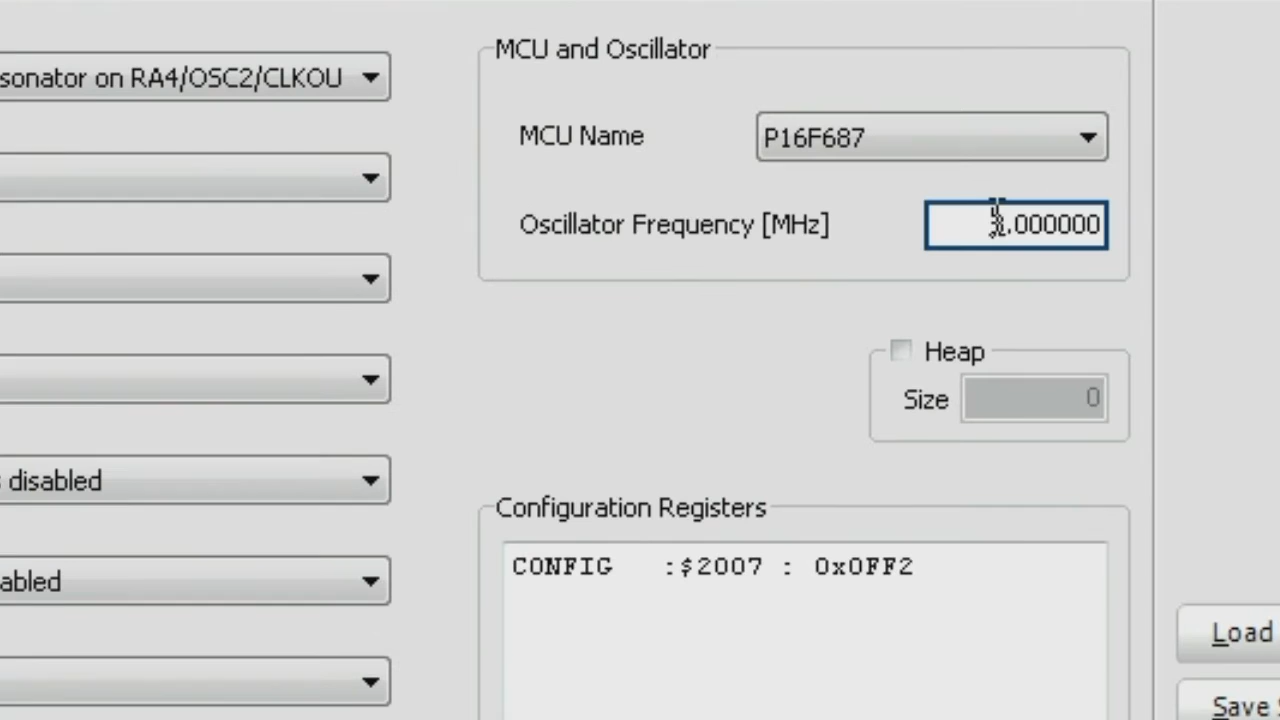 MCU and Oscillator
sonator on RA4/OSC2/CLKOU
MCU Name
P16F687
Oscillator Frequency [MHz]
.000000
Heap
Size
0
disabled
Configuration Registers
CONFIG :$2007 : 0x0FF2
abled
Load
Save